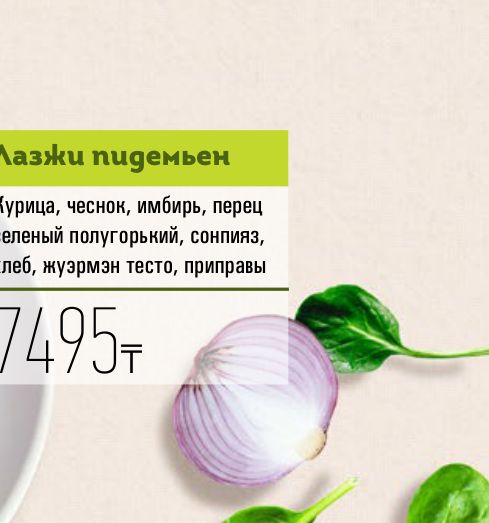 Лазжи пидемьен
Курица, чеснок, имбирь, перец
зеленый полугорький, сонпияз,
хлеб, жуэрмэн тесто, приправы
7495₸